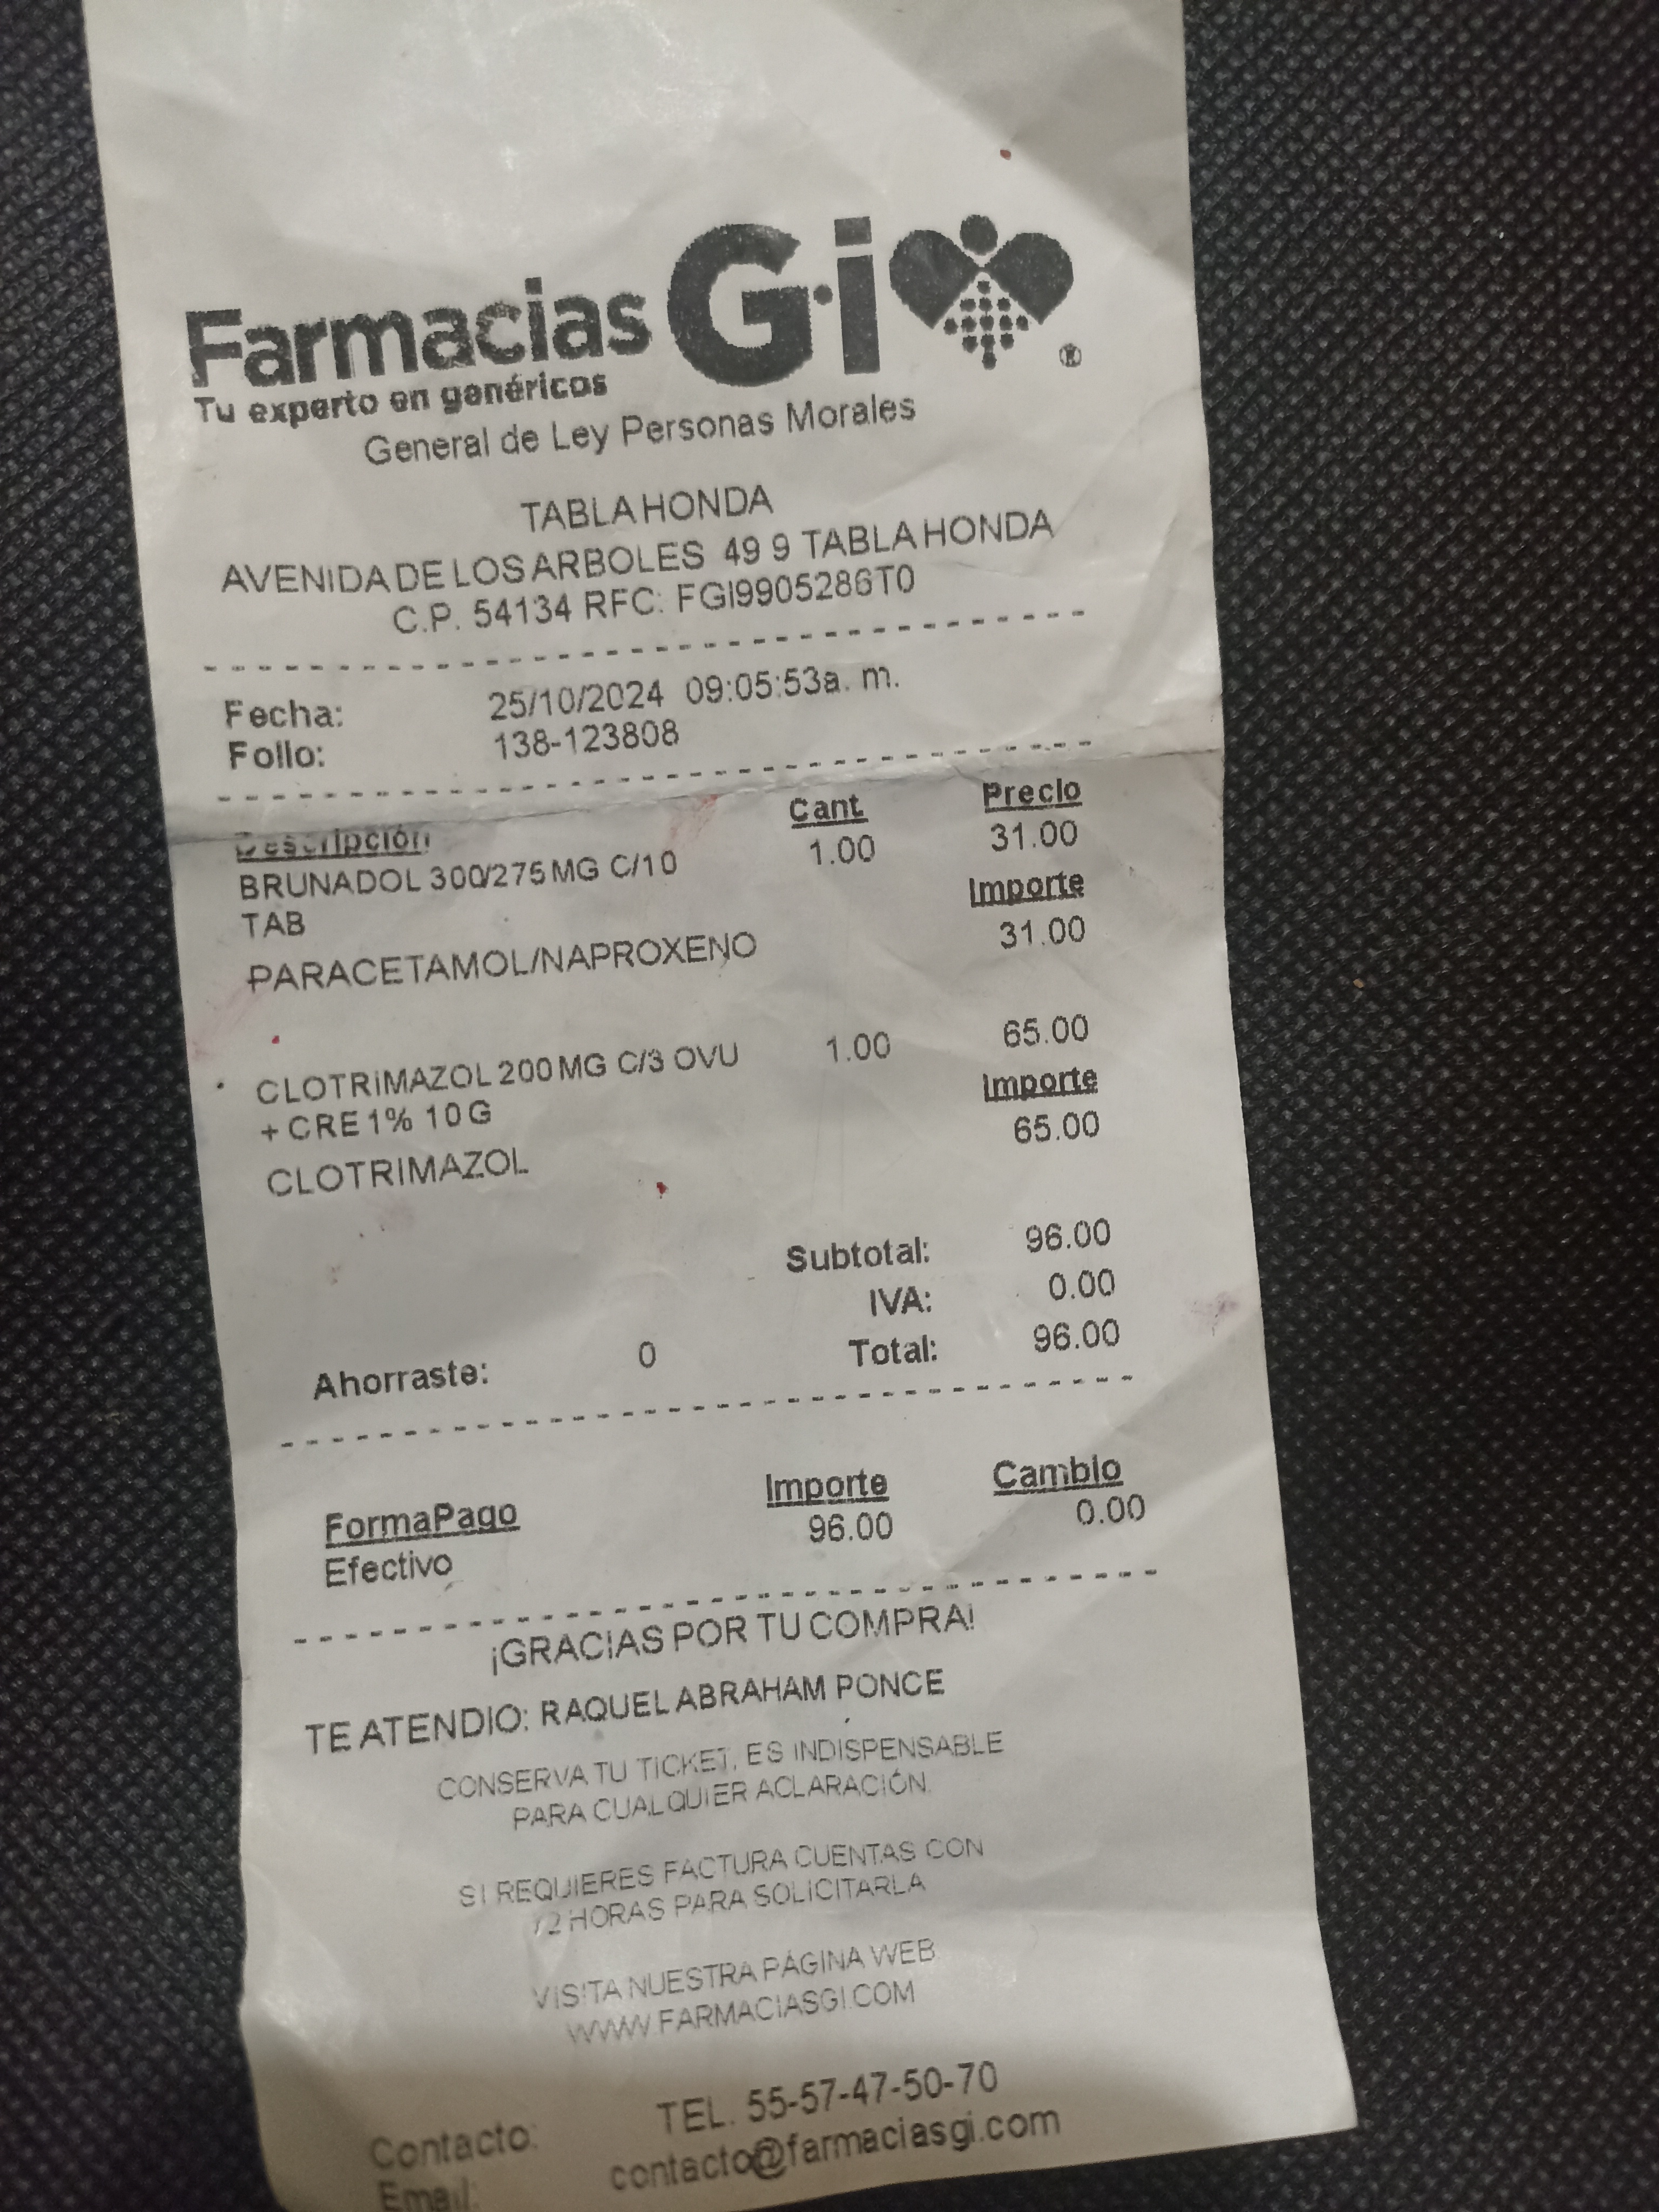 Farmacias G·i ®
Tu experto en genéricos
General de Ley Personas Morales
TABLA HONDA
AVENIDA DE LOS ARBOLES 49 9 TABLA HONDA
C.P. 54134 RFC: FGI9905286T0
Fecha: 25/10/2024 09:05:53a. m.
Folio: 138-123808
Descripción Cant Precio
BRUNADOL 300/275 MG C/10 1.00 31.00
TAB Importe
PARACETAMOL/NAPROXENO 31.00
CLOTRIMAZOL 200 MG C/3 OVU 1.00 65.00
+ CRE 1% 10 G Importe
CLOTRIMAZOL 65.00
Subtotal: 96.00
IVA: 0.00
Ahorraste: 0 Total: 96.00
FormaPago Importe Cambio
Efectivo 96.00 0.00
¡GRACIAS POR TU COMPRA!
TE ATENDIO: RAQUEL ABRAHAM PONCE
CONSERVA TU TICKET, ES INDISPENSABLE
PARA CUALQUIER ACLARACIÓN.
SI REQUIERES FACTURA CUENTAS CON
72 HORAS PARA SOLICITARLA
VISITA NUESTRA PÁGINA WEB
WWW.FARMACIASGI.COM
Contacto: TEL. 55-57-47-50-70
Email: contacto@farmaciasgi.com